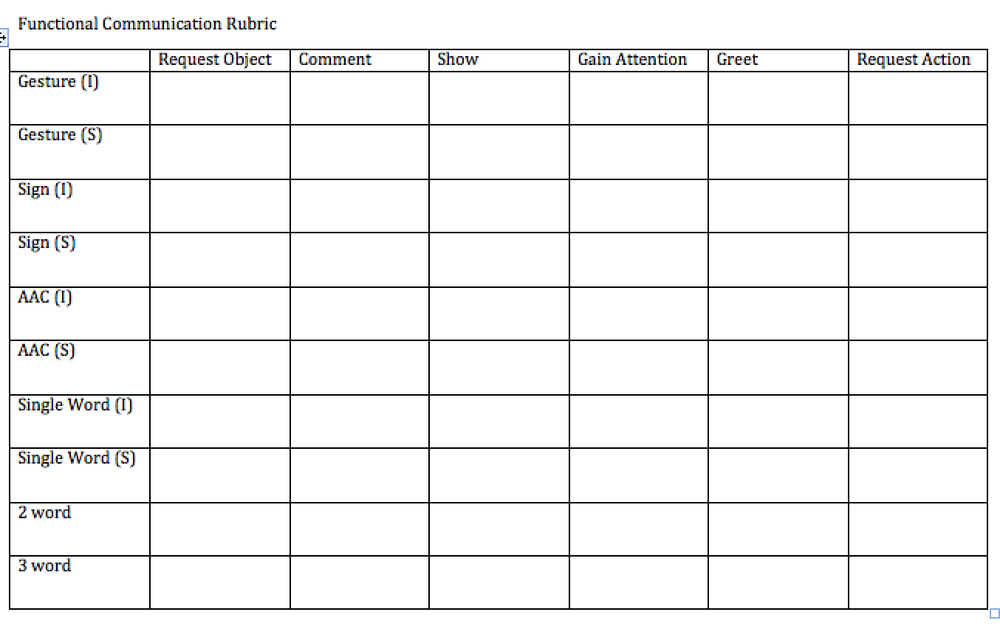 Functional Communication Rubric
Request Object Comment Show Gain Attention Greet Request Action
Gesture (I)
Gesture (S)
Sign (I)
Sign (S)
AAC (I)
AAC (S)
Single Word (I)
Single Word (S)
2 word
3 word